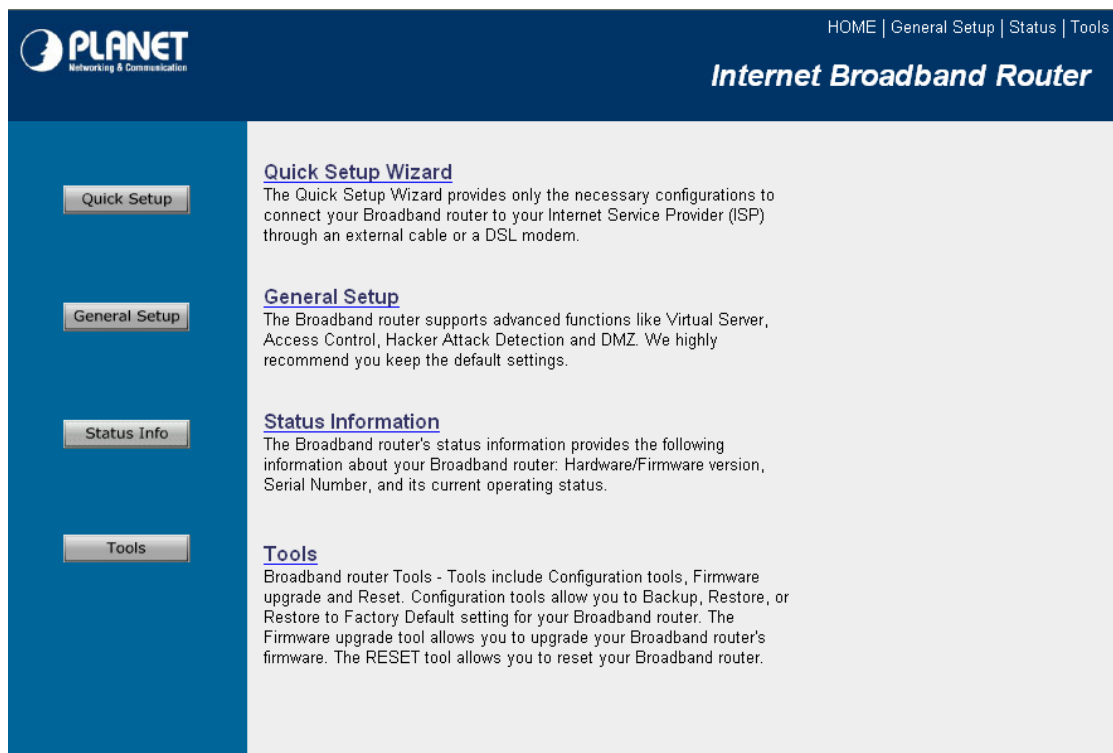 PLANET
Networking & Communication
HOME | General Setup | Status | Tools
Internet Broadband Router
Quick Setup
Quick Setup Wizard
The Quick Setup Wizard provides only the necessary configurations to
connect your Broadband router to your Internet Service Provider (ISP)
through an external cable or a DSL modem.
General Setup
General Setup
The Broadband router supports advanced functions like Virtual Server,
Access Control, Hacker Attack Detection and DMZ. We highly
recommend you keep the default settings.
Status Info
Status Information
The Broadband router's status information provides the following
information about your Broadband router: Hardware/Firmware version,
Serial Number, and its current operating status.
Tools
Tools
Broadband router Tools - Tools include Configuration tools, Firmware
upgrade and Reset. Configuration tools allow you to Backup, Restore, or
Restore to Factory Default setting for your Broadband router. The
Firmware upgrade tool allows you to upgrade your Broadband router's
firmware. The RESET tool allows you to reset your Broadband router.